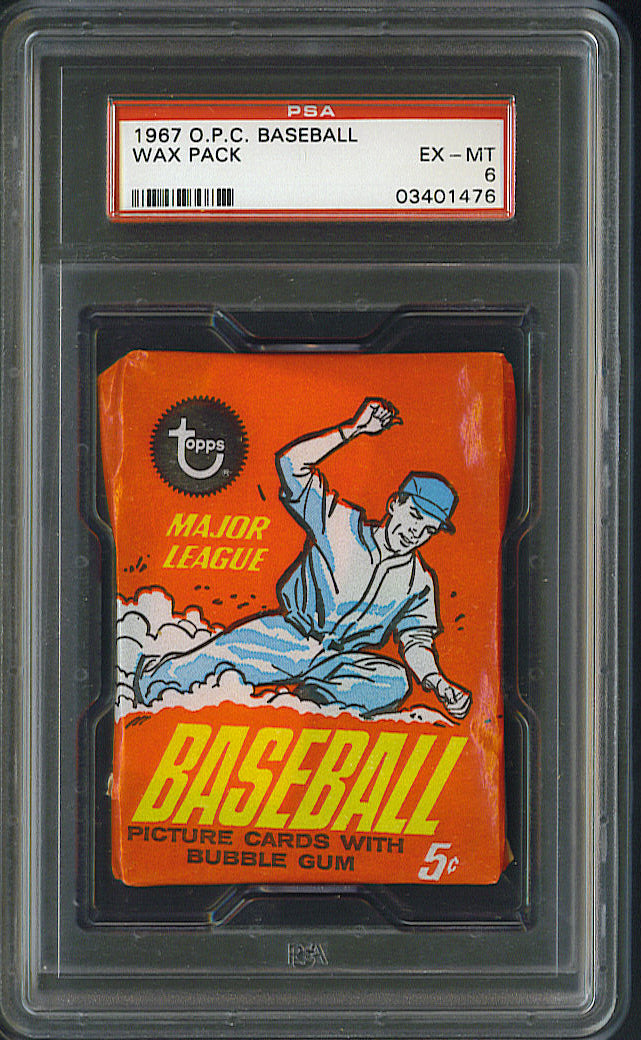 PSA
1967 O.P.C. BASEBALL
WAX PACK EX-MT
6
03401476
topps
®
MAJOR
LEAGUE
BASEBALL
PICTURE CARDS WITH
BUBBLE GUM
5¢
PSA